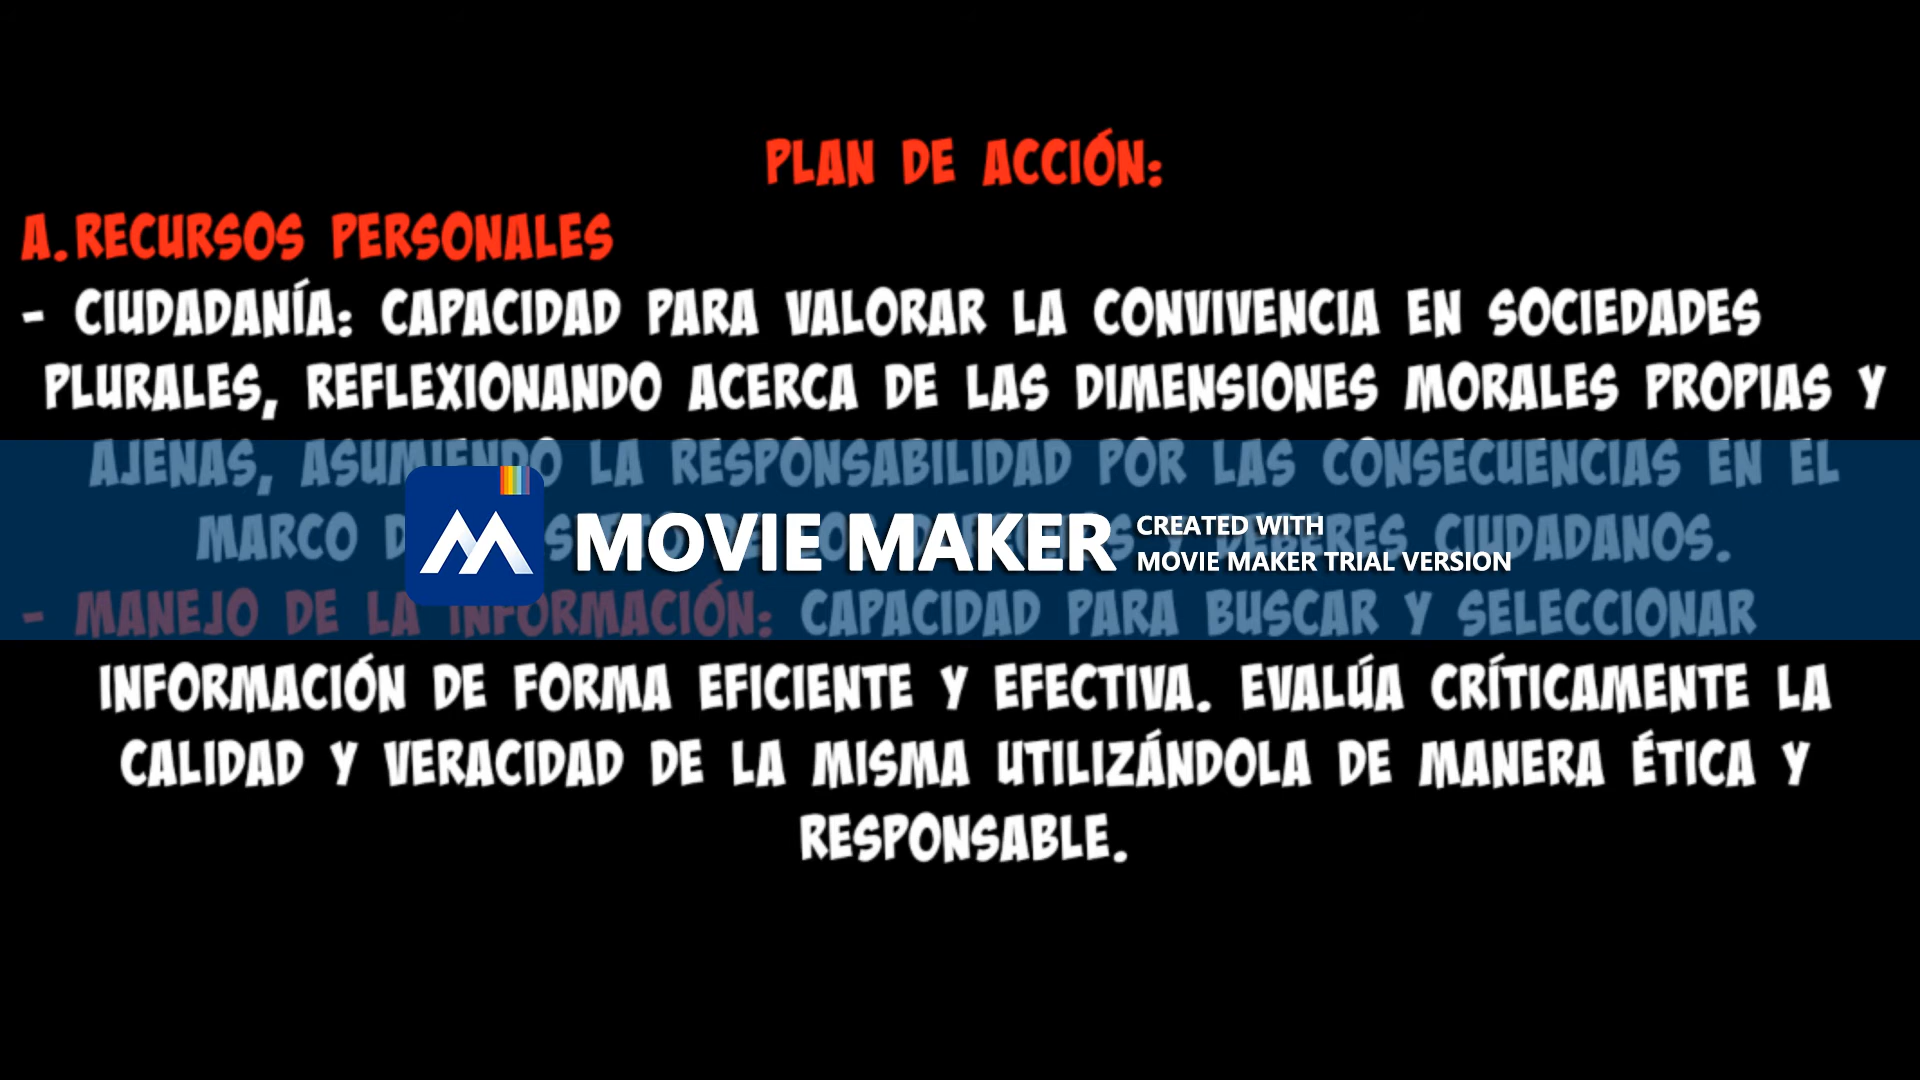 PLAN DE ACCIÓN:
A. RECURSOS PERSONALES
- CIUDADANÍA: CAPACIDAD PARA VALORAR LA CONVIVENCIA EN SOCIEDADES
PLURALES, REFLEXIONANDO ACERCA DE LAS DIMENSIONES MORALES PROPIAS Y
AJENAS, ASUMIENDO LA RESPONSABILIDAD POR LAS CONSECUENCIAS EN EL
MARCO CIUDADANOS.
MOVIE MAKER
CREATED WITH
MOVIE MAKER TRIAL VERSION
- MANEJO DE LA INFORMACIÓN: CAPACIDAD PARA BUSCAR Y SELECCIONAR
INFORMACIÓN DE FORMA EFICIENTE Y EFECTIVA. EVALÚA CRÍTICAMENTE LA
CALIDAD Y VERACIDAD DE LA MISMA UTILIZÁNDOLA DE MANERA ÉTICA Y
RESPONSABLE.